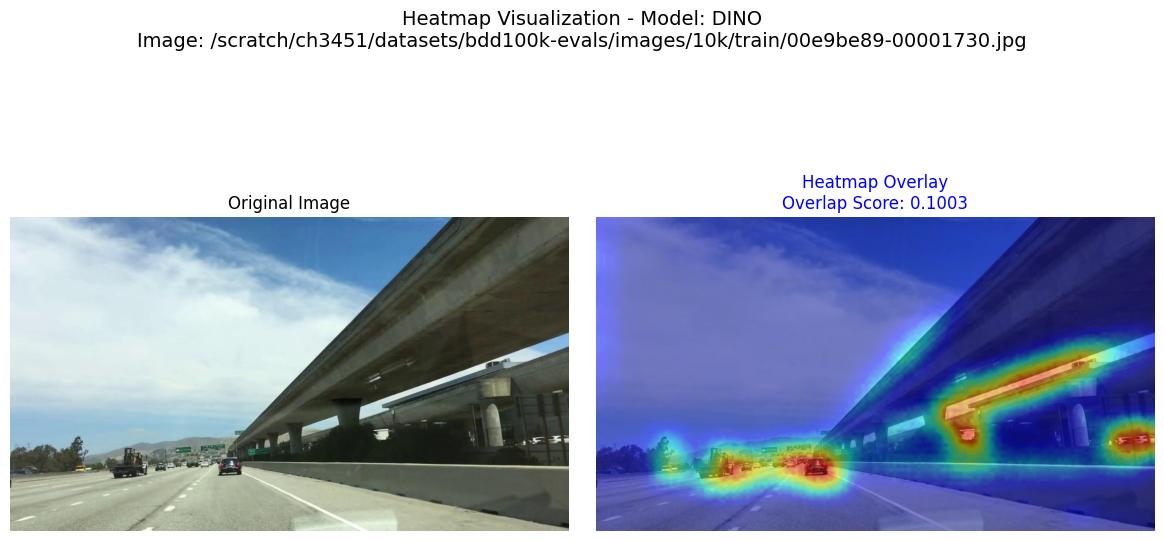 Heatmap Visualization - Model: DINO
Image: /scratch/ch3451/datasets/bdd100k-evals/images/10k/train/00e9be89-00001730.jpg
Original Image
Heatmap Overlay
Overlap Score: 0.1003